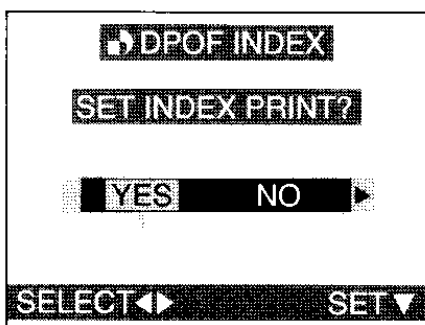 DPOF INDEX
SET INDEX PRINT?
YES NO
SELECT◀▶ SET▼